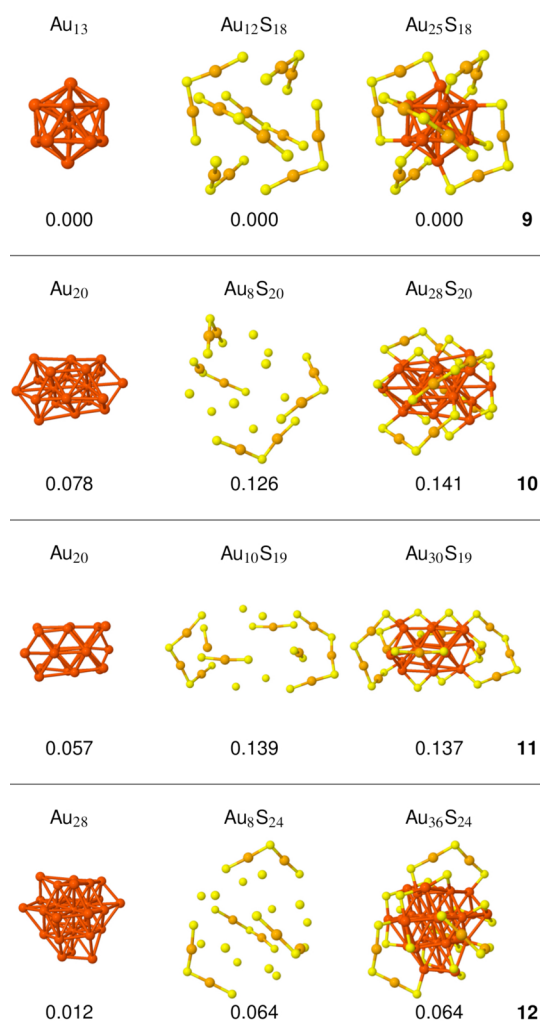 Au₁₃ Au₁₂S₁₈ Au₂₅S₁₈
0.000 0.000 0.000 9
Au₂₀ Au₈S₂₀ Au₂₈S₂₀
0.078 0.126 0.141 10
Au₂₀ Au₁₀S₁₉ Au₃₀S₁₉
0.057 0.139 0.137 11
Au₂₈ Au₈S₂₄ Au₃₆S₂₄
0.012 0.064 0.064 12